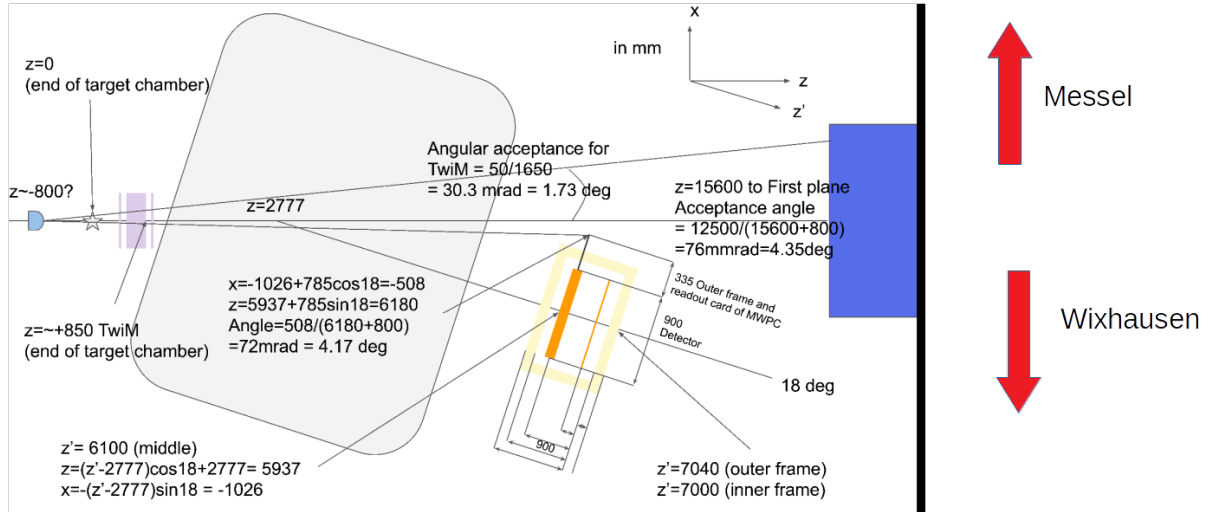 x
in mm
z
z'
z=0
(end of target chamber)
Messel
Angular acceptance for
TwiM = 50/1650
= 30.3 mrad = 1.73 deg
z~-800?
z=2777
z=15600 to First plane
Acceptance angle
= 12500/(15600+800)
=76mmrad=4.35deg
x=-1026+785cos18=-508
z=5937+785sin18=6180
Angle=508/(6180+800)
=72mrad = 4.17 deg
335 Outer frame and
readout card of MWPC
900
Detector
z=~+850 TwiM
(end of target chamber)
Wixhausen
18 deg
900
z'= 6100 (middle)
z=(z'-2777)cos18+2777= 5937
x=-(z'-2777)sin18 = -1026
z'=7040 (outer frame)
z'=7000 (inner frame)